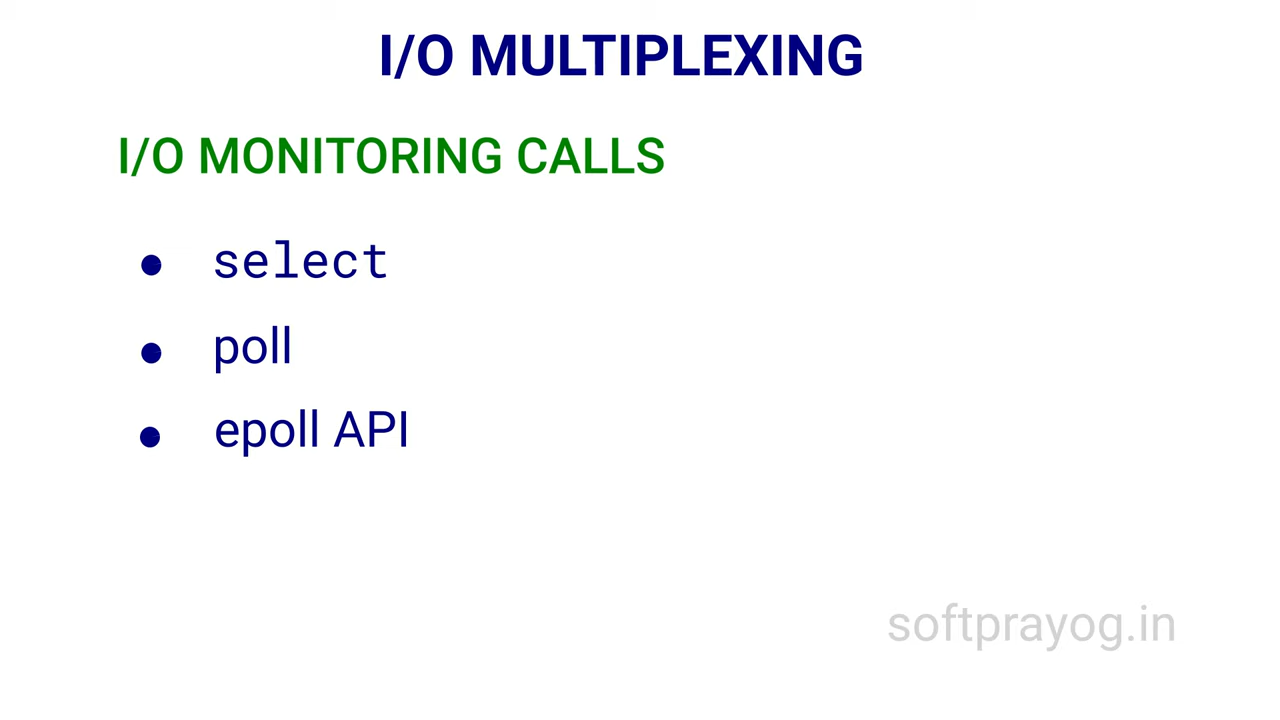 I/O MULTIPLEXING
I/O MONITORING CALLS
● select
● poll
● epoll API
softprayog.in